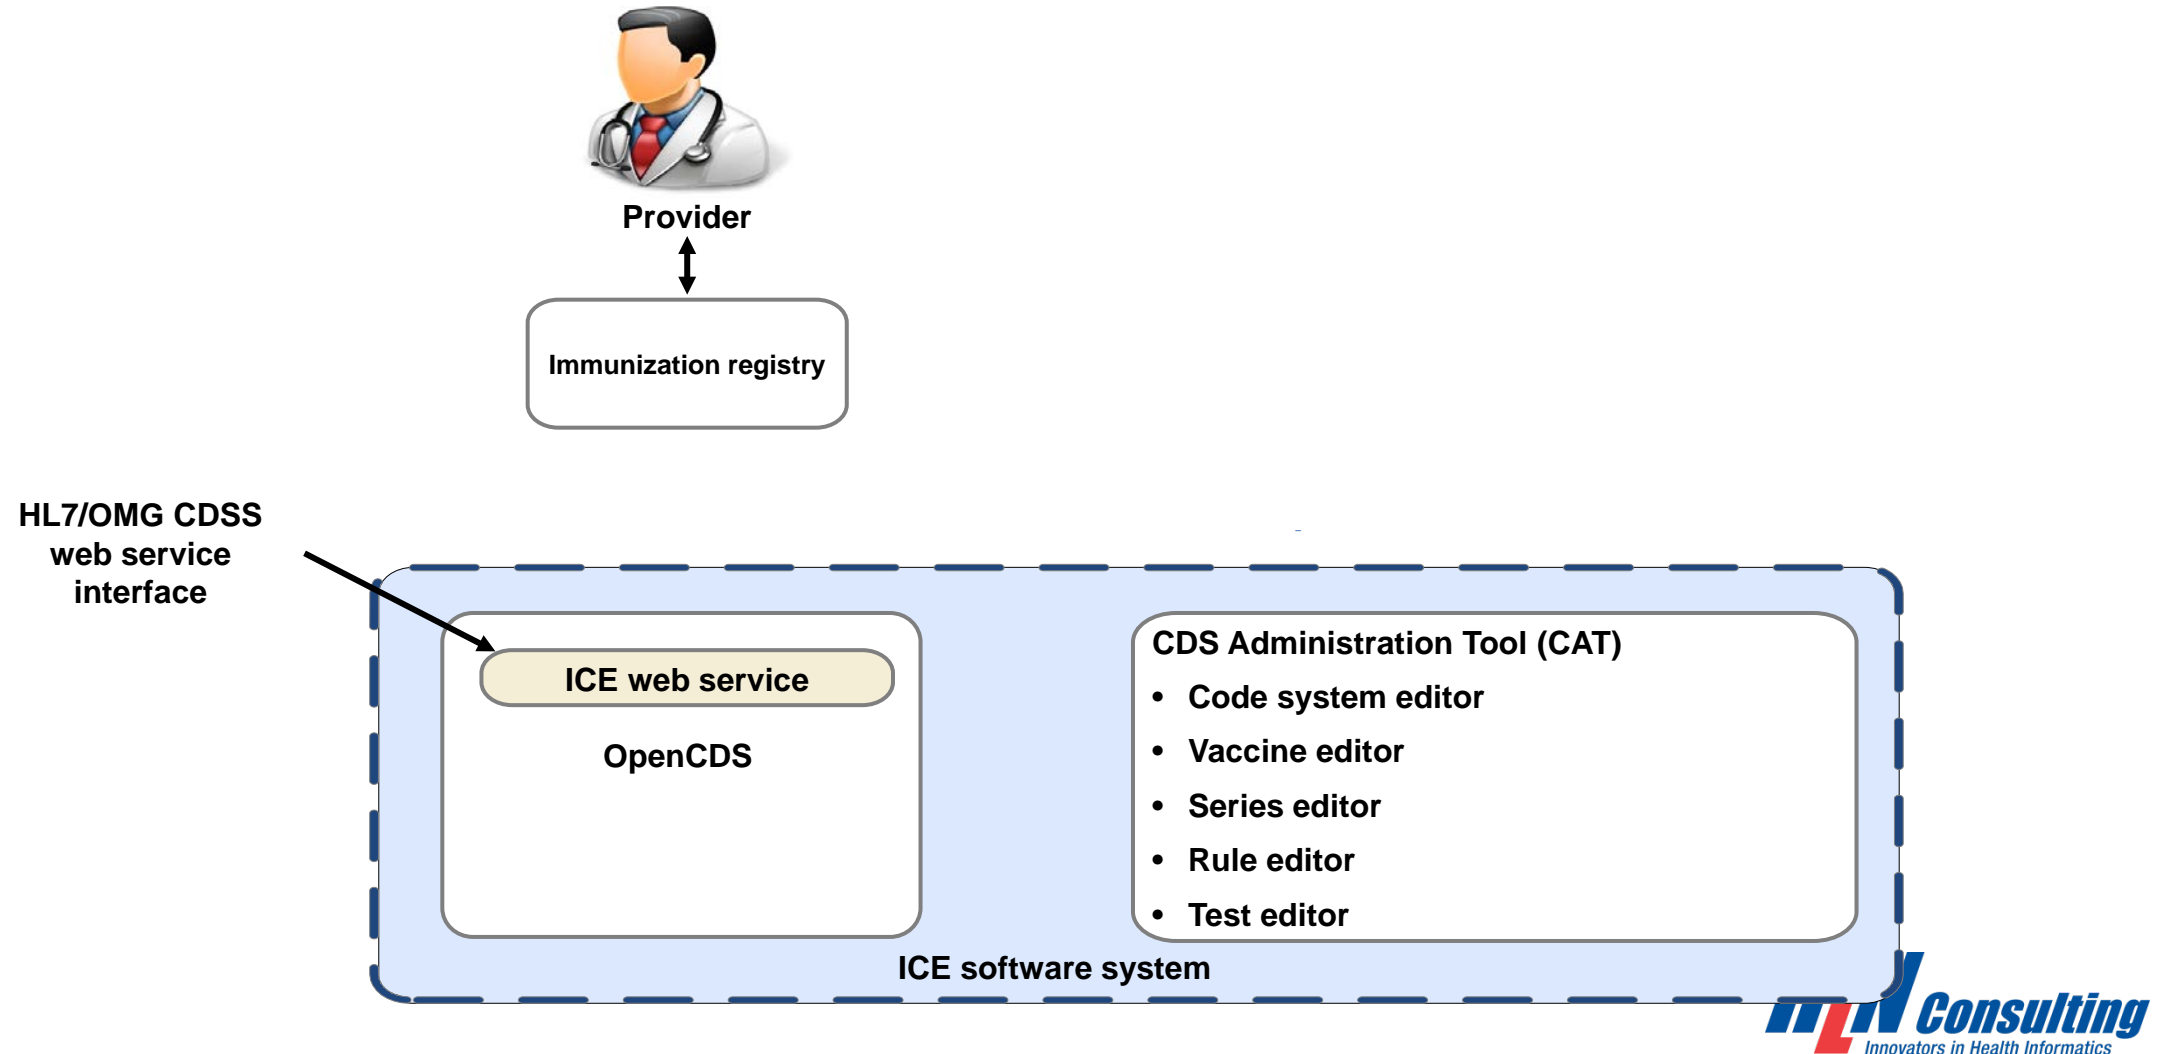 Provider
Immunization registry
HL7/OMG CDSS
web service
interface
ICE web service
OpenCDS
CDS Administration Tool (CAT)
• Code system editor
• Vaccine editor
• Series editor
• Rule editor
• Test editor
ICE software system
HLN Consulting
Innovators in Health Informatics